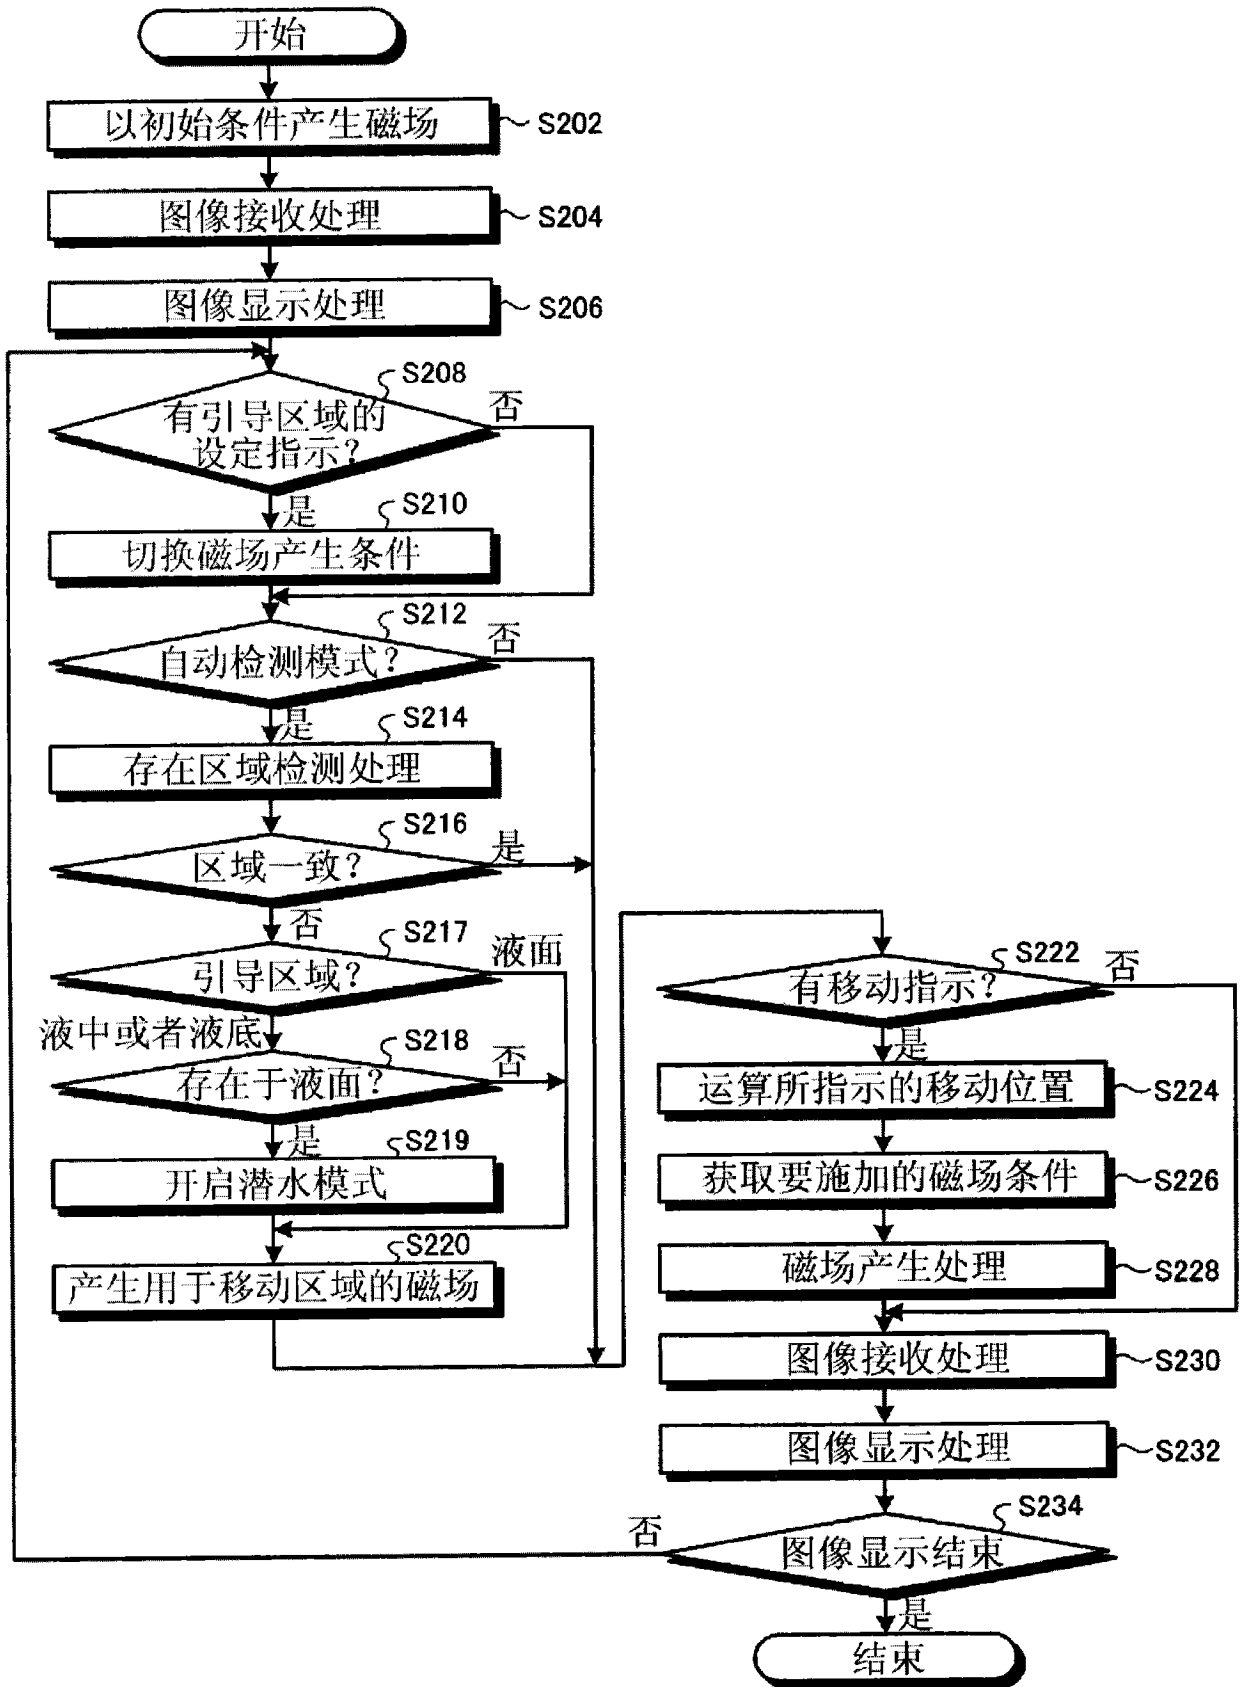 开始
以初始条件产生磁场
S202
图像接收处理
S204
图像显示处理
S206
S208
有引导区域的
设定指示？
否
是
S210
切换磁场产生条件
S212
自动检测模式？
否
是
S214
存在区域检测处理
S216
区域一致？
是
否
S217
引导区域？
液面
液中或者液底
S218
存在于液面？
否
是
S219
开启潜水模式
S220
产生用于移动区域的磁场
S222
有移动指示？
否
是
运算所指示的移动位置
S224
获取要施加的磁场条件
S226
磁场产生处理
S228
图像接收处理
S230
图像显示处理
S232
S234
图像显示结束
否
是
结束